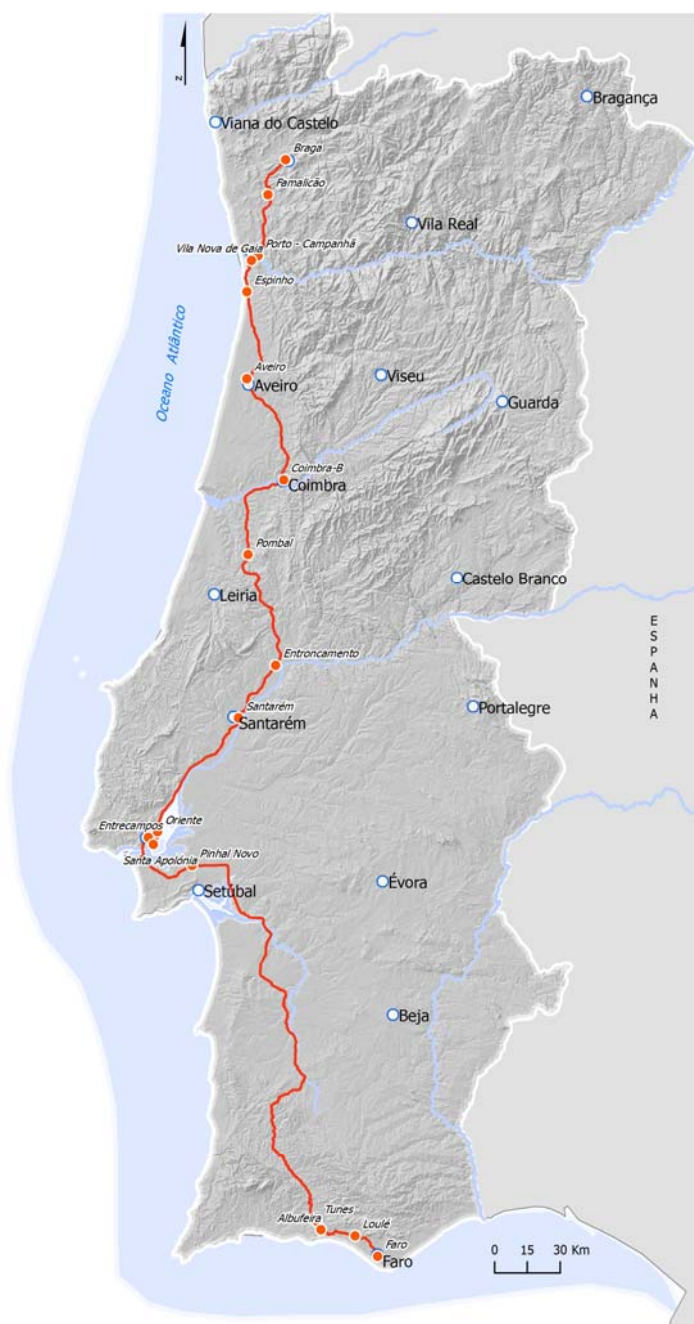 z
Bragança
Viana do Castelo
Braga
Famalicão
Vila Real
Vila Nova de Gaia
Porto - Campanhã
Espinho
Oceano Atlântico
Aveiro
Aveiro
Viseu
Guarda
Coimbra-B
Coimbra
Pombal
Castelo Branco
Leiria
ESPANHA
Entroncamento
Santarém
Santarém
Portalegre
Entrecampos
Oriente
Santa Apolónia
Pinhal Novo
Setúbal
Évora
Beja
Tunes
Albufeira
Loulé
Faro
Faro
0 15 30 Km